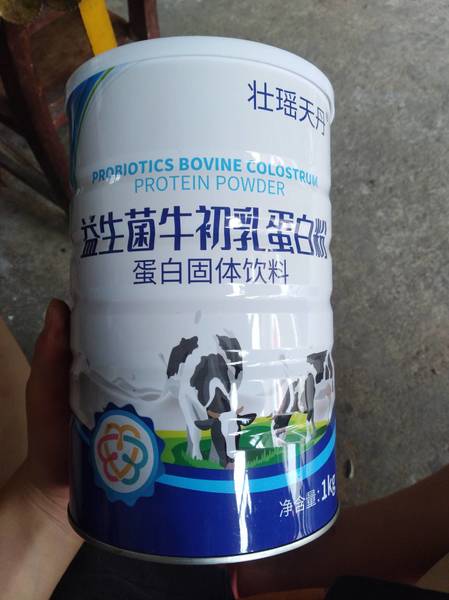 壮瑶天丹
PROBIOTICS BOVINE COLOSTRUM
PROTEIN POWDER
益生菌牛初乳蛋白粉
蛋白固体饮料
净含量:1kg